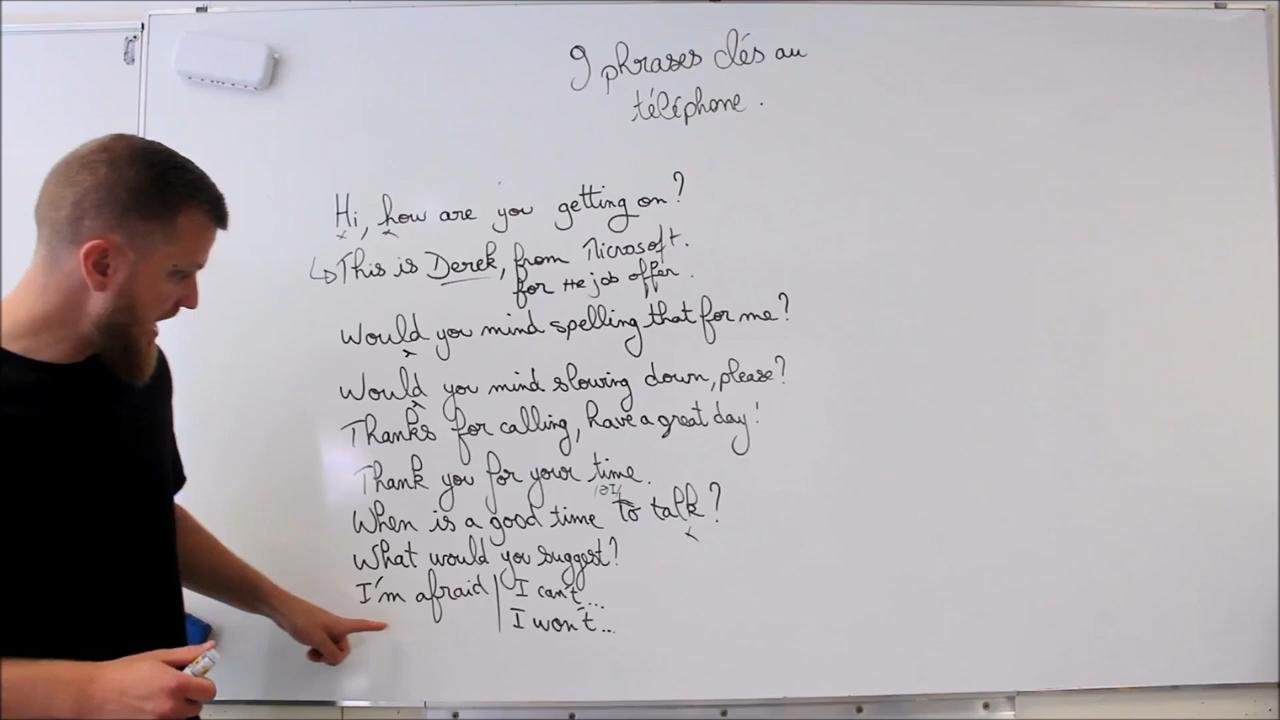 9 phrases clés au
téléphone.
Hi, how are you getting on?
↳ This is Derek, from Microsoft.
for the job offer.
Would you mind spelling that for me?
Would you mind slowing down, please?
Thanks for calling, have a great day!
Thank you for your time.
/tə/
When is a good time to talk?
What would you suggest?
I'm afraid | I can't...
I won't...